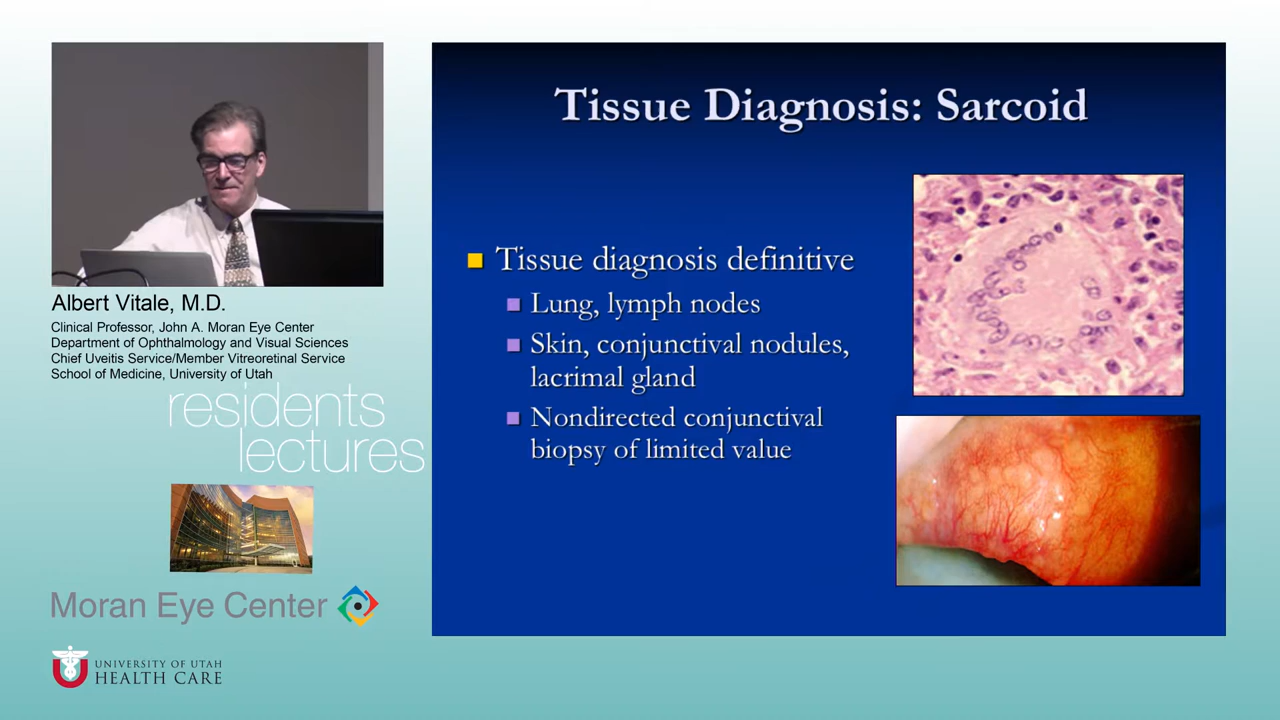 Tissue Diagnosis: Sarcoid
Tissue diagnosis definitive
Lung, lymph nodes
Skin, conjunctival nodules,
lacrimal gland
Nondirected conjunctival
biopsy of limited value
Albert Vitale, M.D.
Clinical Professor, John A. Moran Eye Center
Department of Ophthalmology and Visual Sciences
Chief Uveitis Service/Member Vitreoretinal Service
School of Medicine, University of Utah
residents
lectures
Moran Eye Center
UNIVERSITY OF UTAH
HEALTH CARE